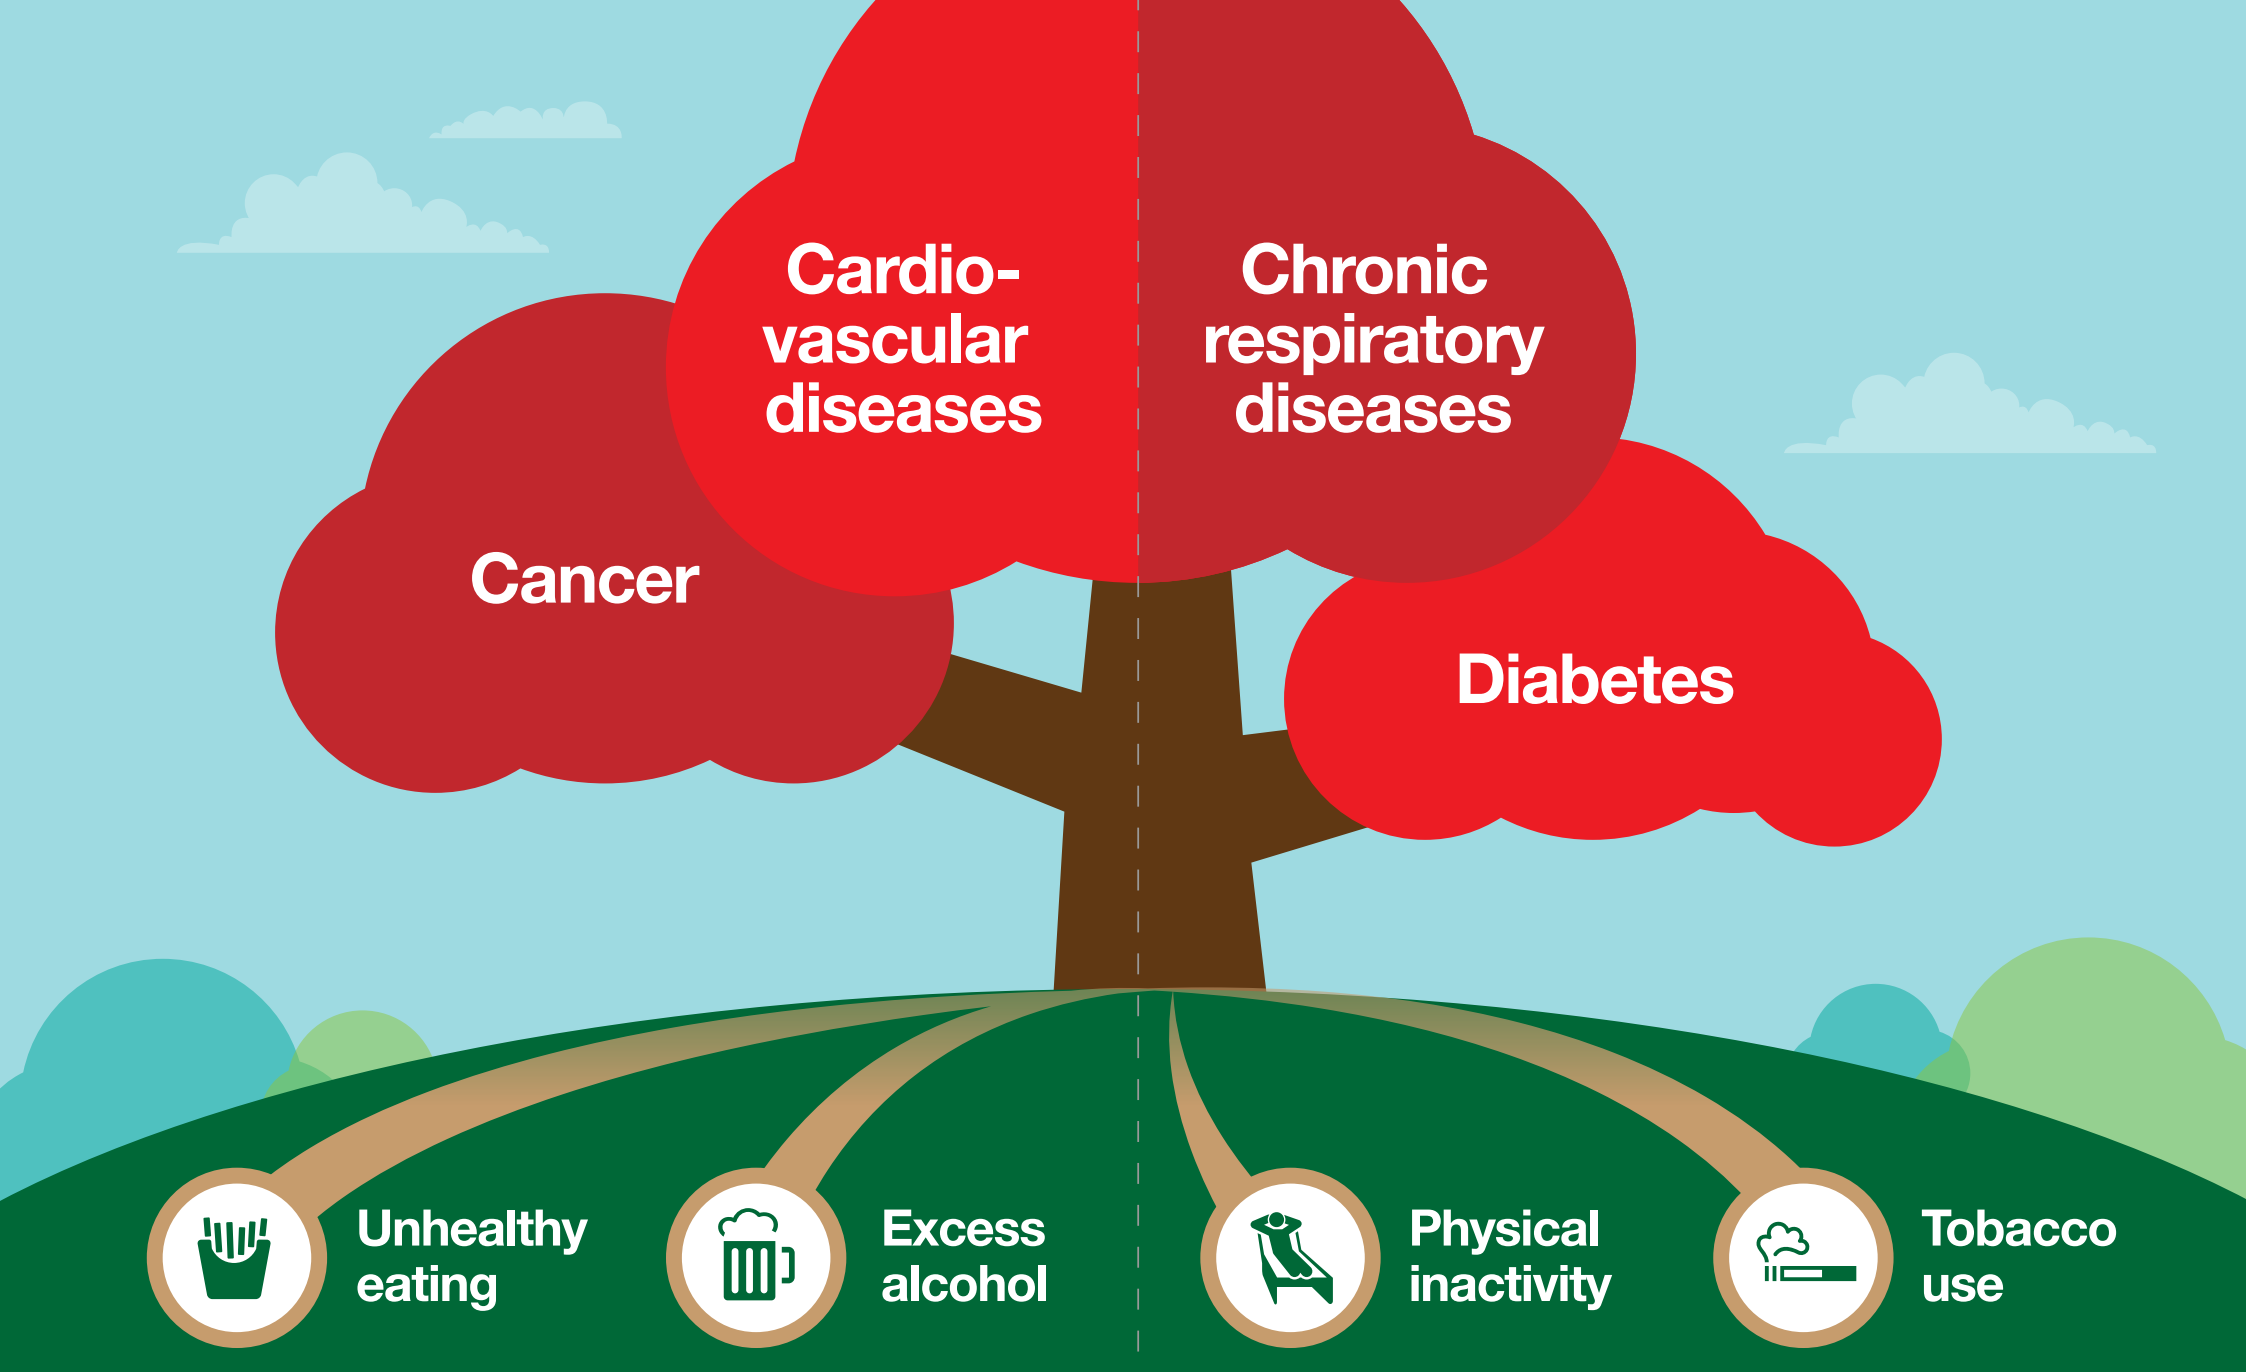 Cardio-
vascular
diseases
Chronic
respiratory
diseases
Cancer
Diabetes
Unhealthy
eating
Excess
alcohol
Physical
inactivity
Tobacco
use